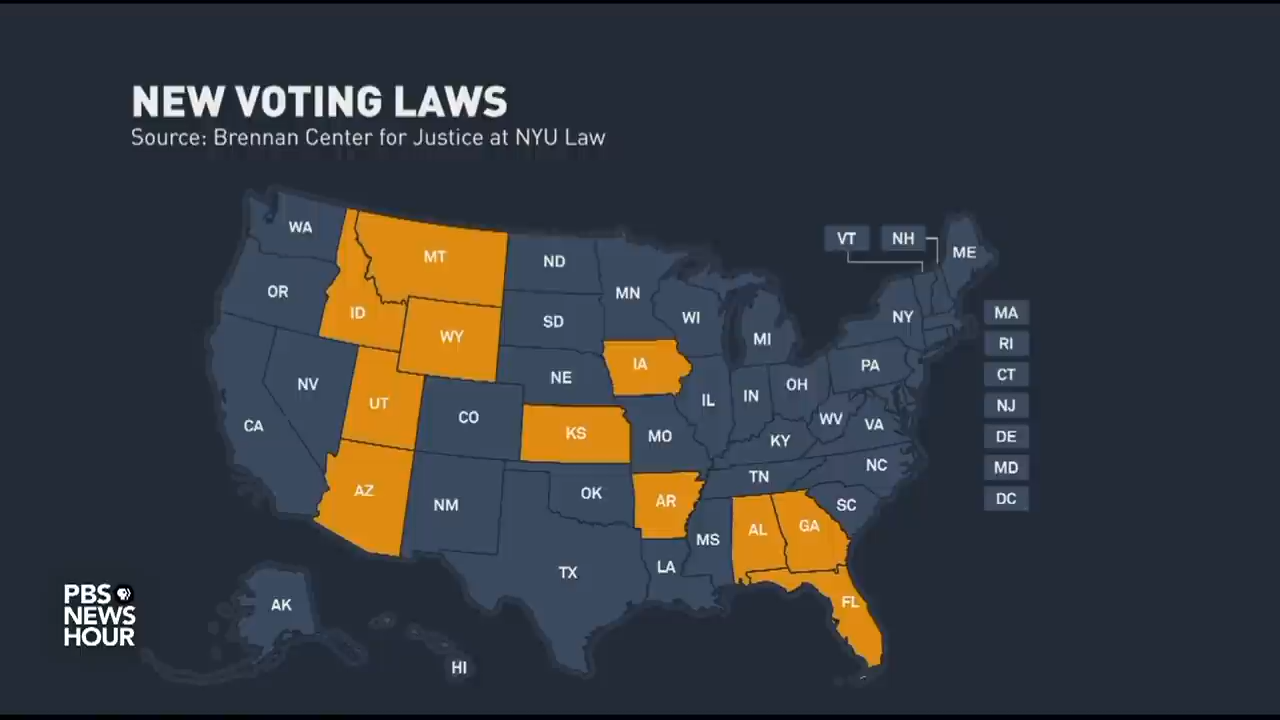 NEW VOTING LAWS
Source: Brennan Center for Justice at NYU Law
WA
MT
ND
MN
VT
NH
ME
OR
ID
WY
SD
WI
MI
NY
MA
RI
NV
UT
CO
NE
IA
IL
IN
OH
PA
CT
NJ
CA
KS
MO
KY
WV
VA
DE
AZ
NM
OK
AR
TN
NC
MD
SC
DC
TX
LA
MS
AL
GA
FL
AK
HI
PBS
NEWS
HOUR